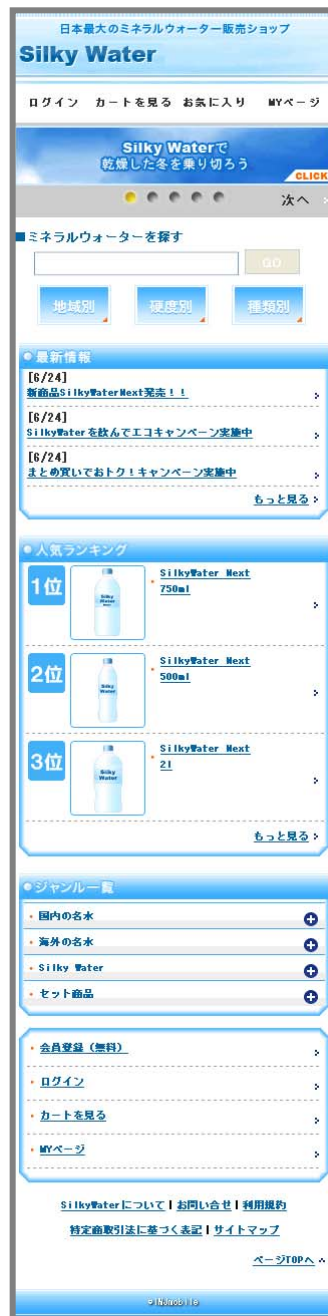 日本最大のミネラルウォーター販売ショップ
Silky Water
ログイン カートを見る お気に入り MYページ
Silky Waterで
乾燥した冬を乗り切ろう
CLICK
次へ
■ミネラルウォーターを探す
GO
地域別 硬度別 種類別
最新情報
[6/24]
新商品SilkyWaterNext発売！！
[6/24]
SilkyWaterを飲んでエコキャンペーン実施中
[6/24]
まとめ買いでおトク！キャンペーン実施中
もっと見る
人気ランキング
1位
SilkyWater Next
750ml
2位
SilkyWater Next
500ml
3位
SilkyWater Next
2l
もっと見る
ジャンル一覧
国内の名水
海外の名水
Silky Water
セット商品
会員登録（無料）
ログイン
カートを見る
MYページ
SilkyWaterについて | お問い合せ | 利用規約
特定商取引法に基づく表記 | サイトマップ
ページTOPへ